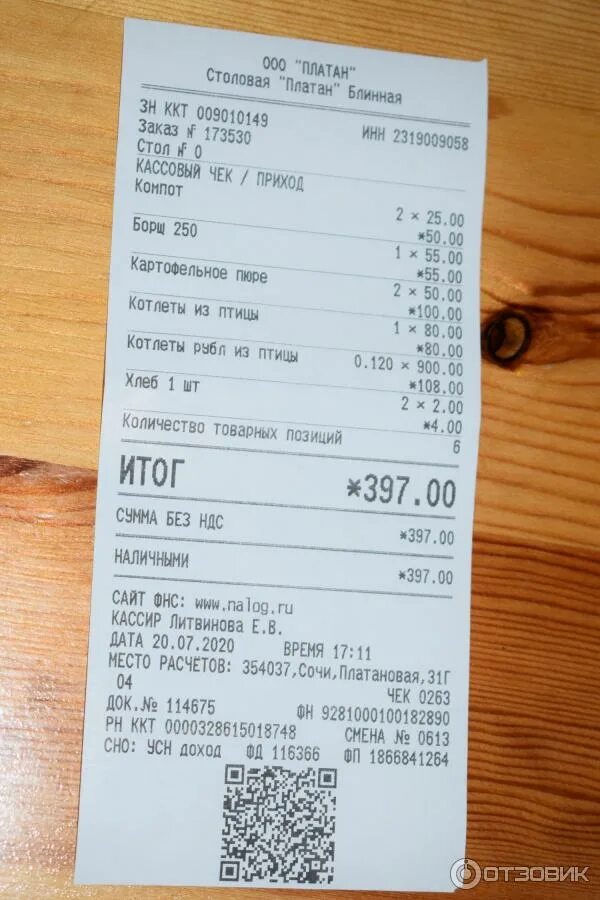 ООО "ПЛАТАН"
Столовая "Платан" Блинная
ЗН ККТ 009010149 ИНН 2319009058
Заказ № 173530
Стол № 0
КАССОВЫЙ ЧЕК / ПРИХОД
Компот 2 × 25.00
*50.00
Борщ 250 1 × 55.00
*55.00
Картофельное пюре 2 × 50.00
*100.00
Котлеты из птицы 1 × 80.00
*80.00
Котлеты рубл из птицы 0.120 × 900.00
*108.00
Хлеб 1 шт 2 × 2.00
*4.00
Количество товарных позиций 6
ИТОГ *397.00
СУММА БЕЗ НДС *397.00
НАЛИЧНЫМИ *397.00
САЙТ ФНС: www.nalog.ru
КАССИР Литвинова Е.В.
ДАТА 20.07.2020 ВРЕМЯ 17:11
МЕСТО РАСЧЕТОВ: 354037,Сочи,Платановая,31Г
04 ЧЕК 0263
ДОК.№ 114675 ФН 9281000100182890
РН ККТ 0000328615018748 СМЕНА № 0613
СНО: УСН доход ФД 116366 ФП 1866841264
ОТЗОВИК